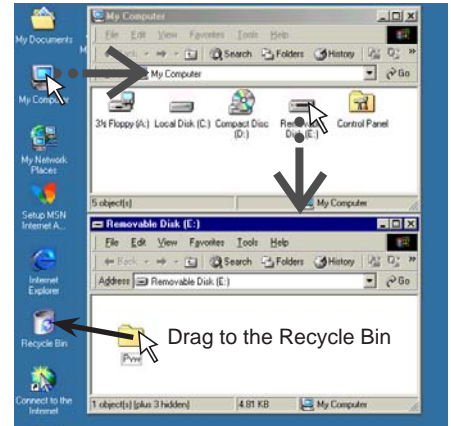 My Documents
My Computer
My Network
Places
Setup MSN
Internet A...
Internet
Explorer
Recycle Bin
Connect to the
Internet
My Computer
File Edit View Favorites Tools Help
Search Folders History
My Computer
Go
3½ Floppy (A:) Local Disk (C:) Compact Disc (D:) Removable Disk (E:) Control Panel
5 object(s) My Computer
Removable Disk (E:)
File Edit View Favorites Tools Help
Back Search Folders History
Address Removable Disk (E:) Go
Drag to the Recycle Bin
1 object(s) (plus 3 hidden) 4.81 KB My Computer